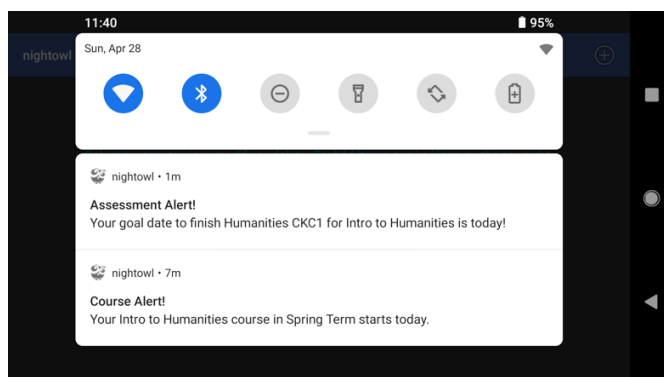 11:40 95%
Sun, Apr 28
nightowl
nightowl • 1m
Assessment Alert!
Your goal date to finish Humanities CKC1 for Intro to Humanities is today!
nightowl • 7m
Course Alert!
Your Intro to Humanities course in Spring Term starts today.